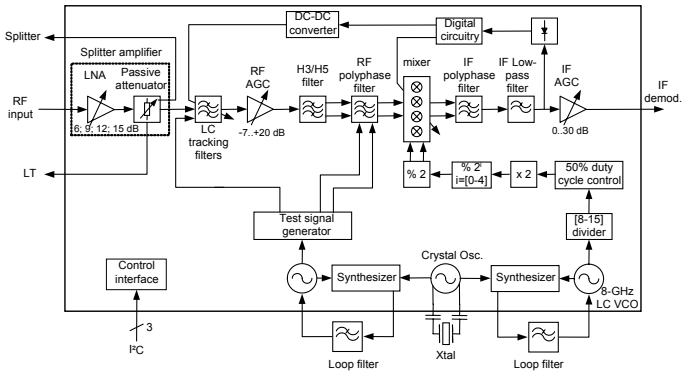 DC-DC
converter
Digital
circuitry
Splitter
Splitter amplifier
LNA
Passive
attenuator
RF
AGC
H3/H5
filter
RF
polyphase
filter
mixer
IF
polyphase
filter
IF Low-
pass filter
IF
AGC
RF
input
IF
demod.
6; 9; 12; 15 dB
LC
tracking
filters
-7..+20 dB
0..30 dB
LT
% 2
% 2^i
i=[0-4]
x 2
50% duty
cycle control
Test signal
generator
[8-15]
divider
Control
interface
Synthesizer
Crystal Osc.
Synthesizer
8-GHz
LC VCO
3
I²C
Loop filter
Xtal
Loop filter